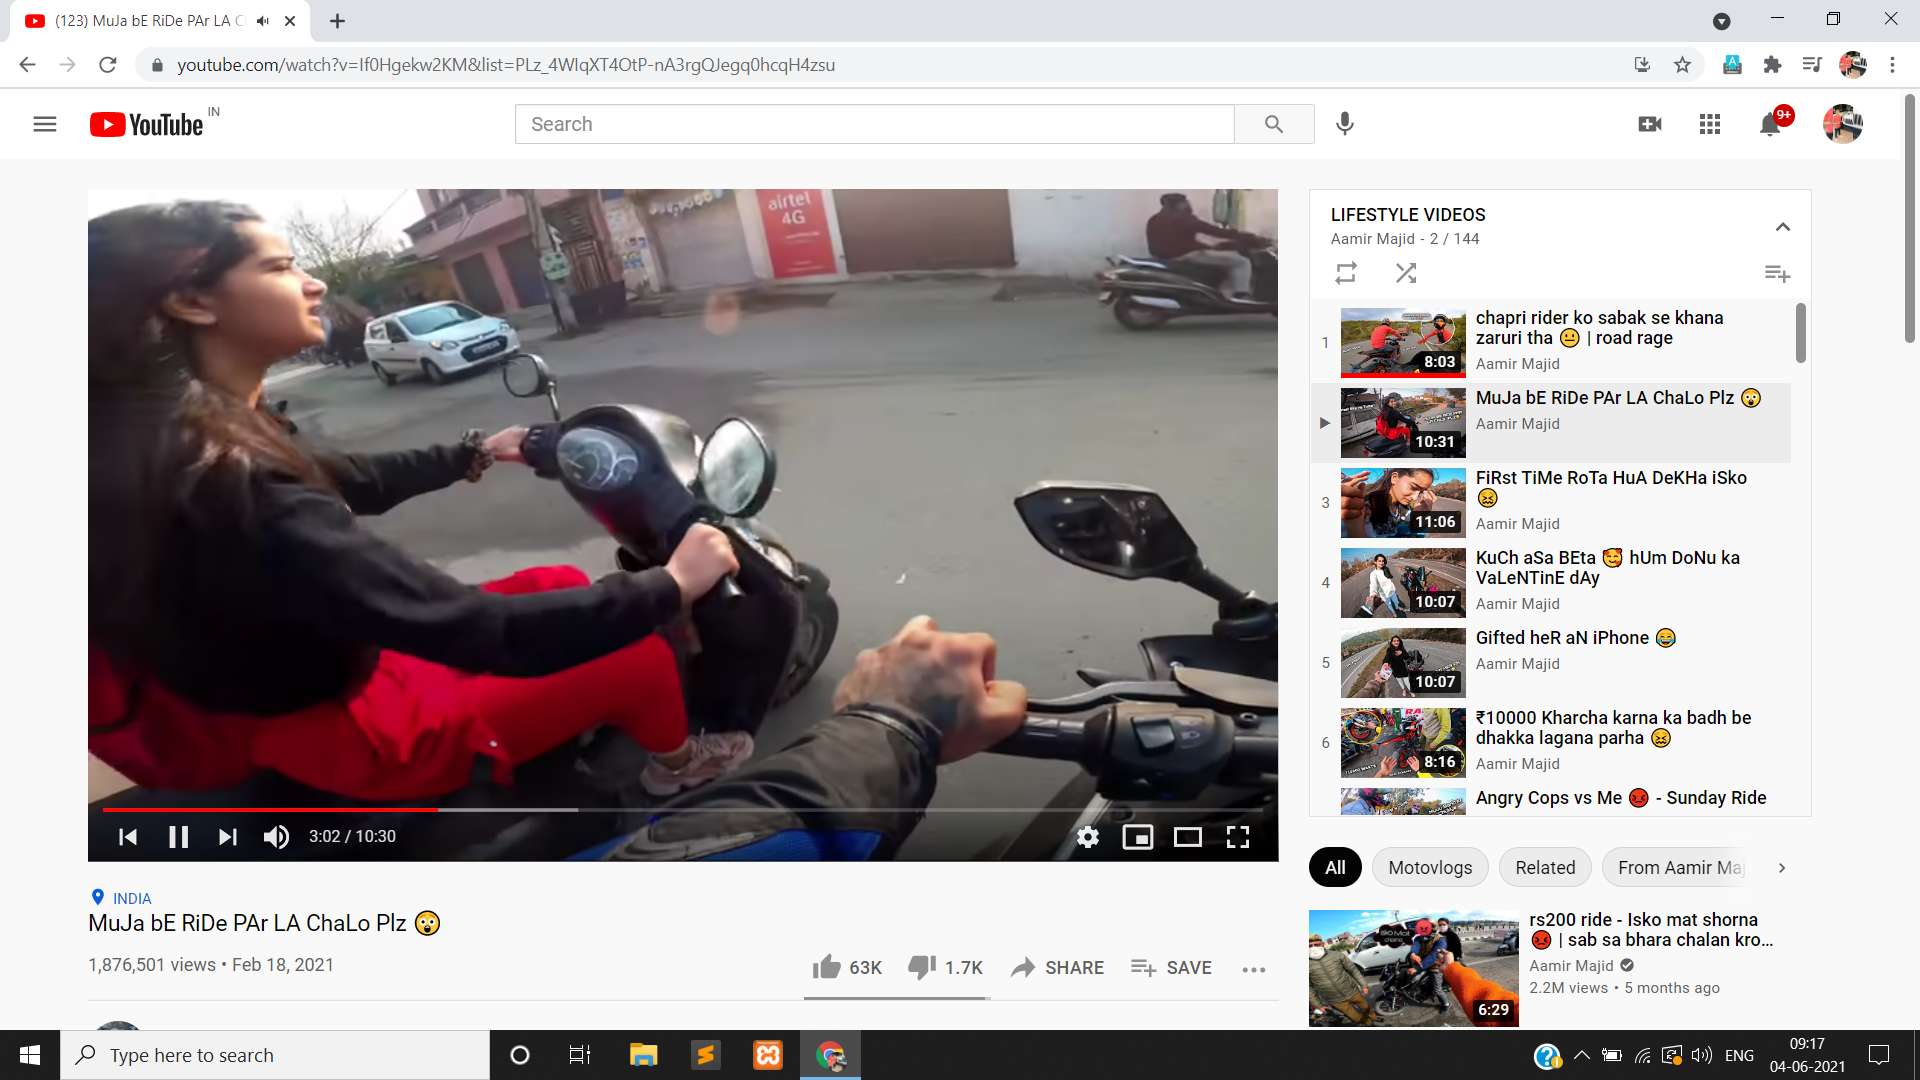 (123) MuJa bE RiDe PAr LA C
youtube.com/watch?v=If0Hgekw2KM&list=PLz_4WIqXT4OtP-nA3rgQJegq0hcqH4zsu
YouTube IN
Search
9+
airtel
4G
3:02 / 10:30
INDIA
MuJa bE RiDe PAr LA ChaLo Plz 😲
1,876,501 views • Feb 18, 2021
63K
1.7K
SHARE
SAVE
LIFESTYLE VIDEOS
Aamir Majid - 2 / 144
1
8:03
chapri rider ko sabak se khana
zaruri tha 😐 | road rage
Aamir Majid
10:31
MuJa bE RiDe PAr LA ChaLo Plz 😲
Aamir Majid
3
11:06
FiRst TiMe RoTa HuA DeKHa iSko
😖
Aamir Majid
4
10:07
KuCh aSa BEta 🥰 hUm DoNu ka
VaLeNTinE dAy
Aamir Majid
5
10:07
Gifted heR aN iPhone 😂
Aamir Majid
6
8:16
₹10000 Kharcha karna ka badh be
dhakka lagana parha 😖
Aamir Majid
Angry Cops vs Me 😡 - Sunday Ride
All
Motovlogs
Related
From Aamir Maj
6:29
rs200 ride - Isko mat shorna
😡 | sab sa bhara chalan kro...
Aamir Majid
2.2M views • 5 months ago
Type here to search
ENG
09:17
04-06-2021